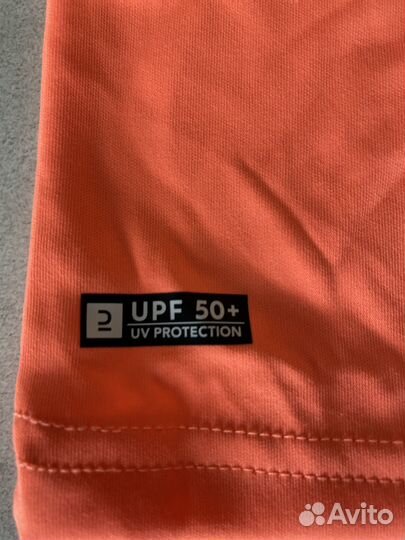 UPF 50+
UV PROTECTION
Avito